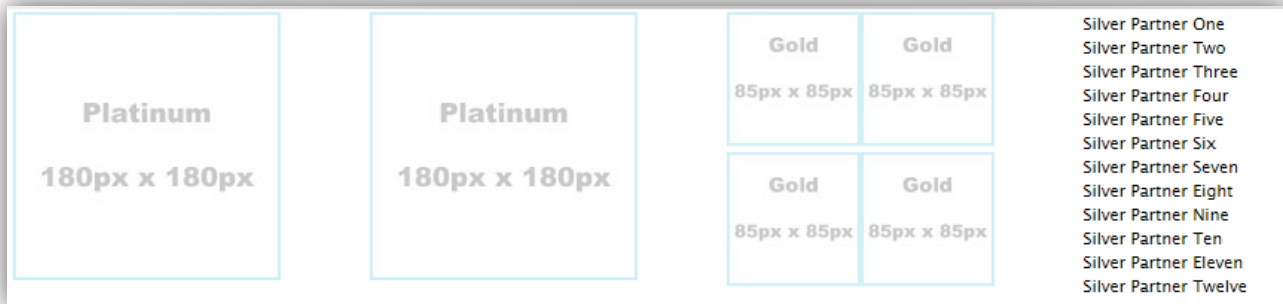 Platinum
180px x 180px
Platinum
180px x 180px
Gold
85px x 85px
Gold
85px x 85px
Gold
85px x 85px
Gold
85px x 85px
Silver Partner One
Silver Partner Two
Silver Partner Three
Silver Partner Four
Silver Partner Five
Silver Partner Six
Silver Partner Seven
Silver Partner Eight
Silver Partner Nine
Silver Partner Ten
Silver Partner Eleven
Silver Partner Twelve